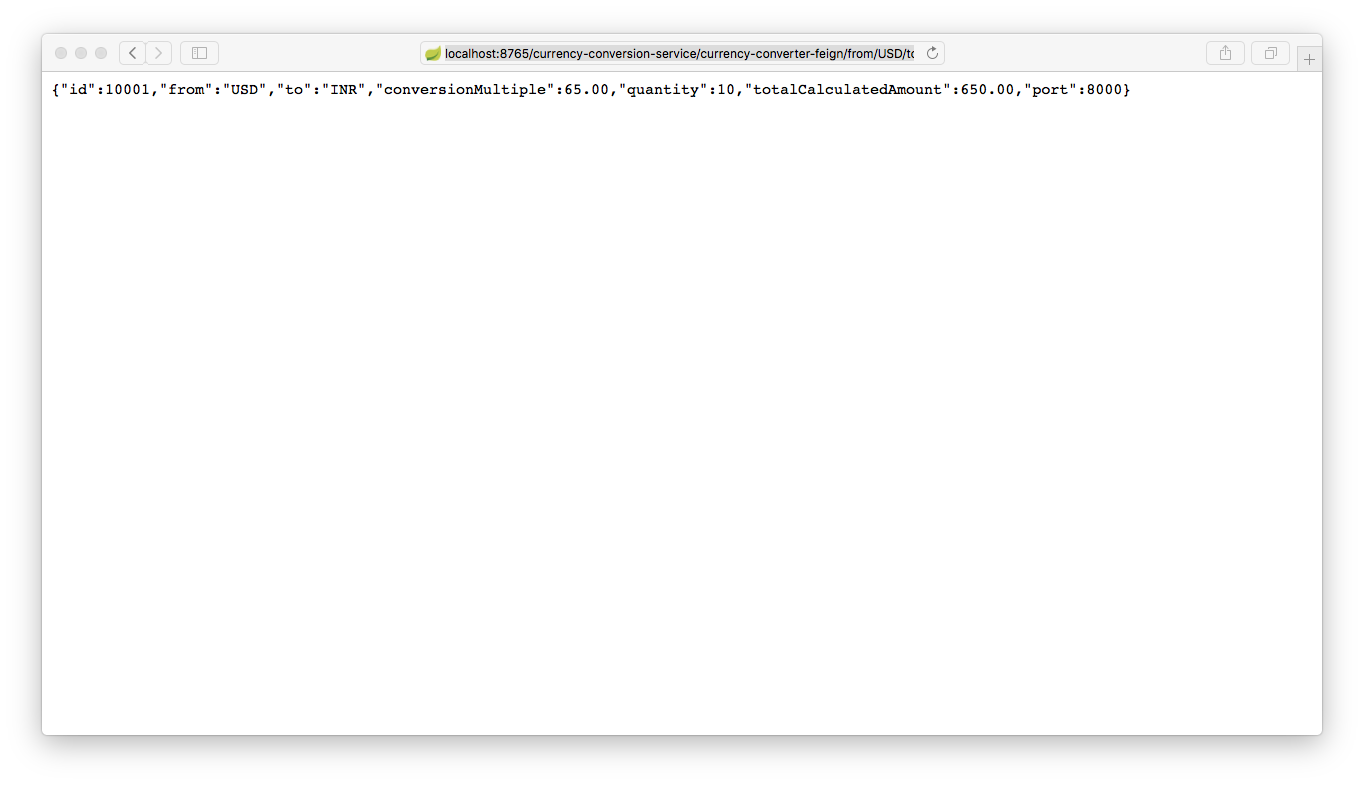 localhost:8765/currency-conversion-service/currency-converter-feign/from/USD/to
{"id":10001,"from":"USD","to":"INR","conversionMultiple":65.00,"quantity":10,"totalCalculatedAmount":650.00,"port":8000}